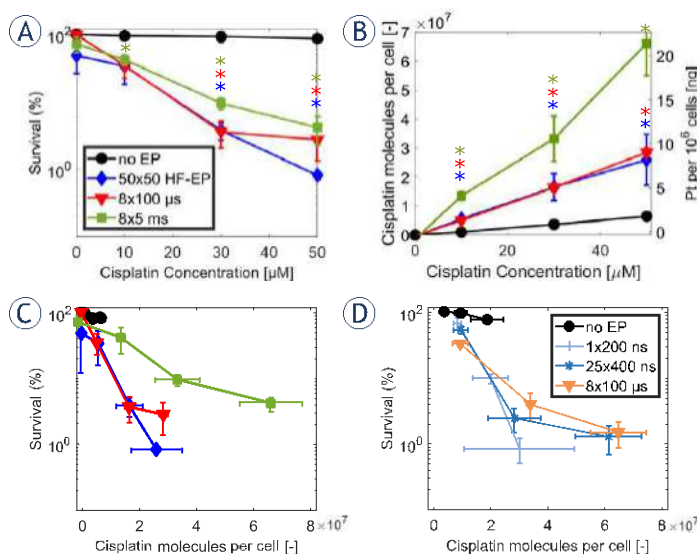 A
10²
10⁰
Survival (%)
no EP
50x50 HF-EP
8x100 µs
8x5 ms
0 10 20 30 40 50
Cisplatin Concentration [µM]
B
×10⁷
7
6
5
4
3
2
1
0
Cisplatin molecules per cell [-]
20
15
10
5
0
Pt per 10⁶ cells [ng]
0 20 40
Cisplatin Concentration [µM]
C
10²
10⁰
Survival (%)
0 2 4 6 8
×10⁷
Cisplatin molecules per cell [-]
D
10²
10⁰
Survival (%)
no EP
1x200 ns
25x400 ns
8x100 µs
0 2 4 6 8
×10⁷
Cisplatin molecules per cell [-]